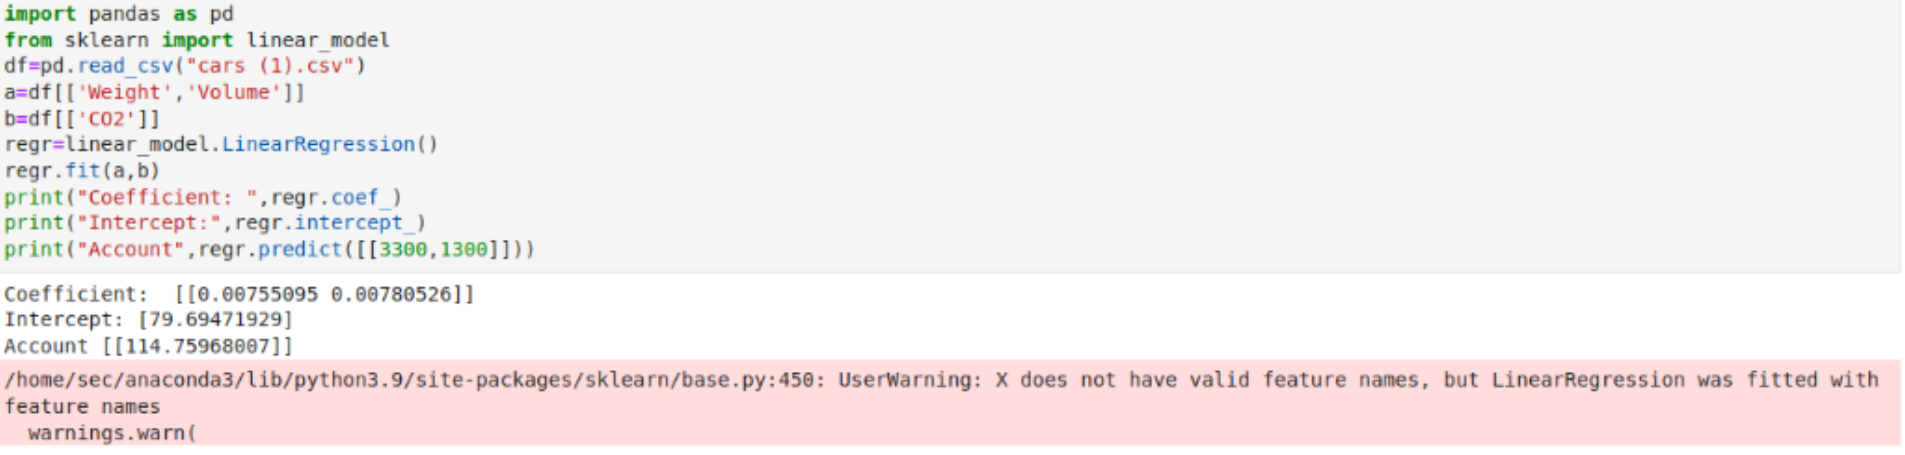 import pandas as pd
from sklearn import linear_model
df=pd.read_csv("cars (1).csv")
a=df[['Weight','Volume']]
b=df[['CO2']]
regr=linear_model.LinearRegression()
regr.fit(a,b)
print("Coefficient: ",regr.coef_)
print("Intercept:",regr.intercept_)
print("Account",regr.predict([[3300,1300]]))
Coefficient:  [[0.00755095 0.00780526]]
Intercept: [79.69471929]
Account [[114.75968007]]
/home/sec/anaconda3/lib/python3.9/site-packages/sklearn/base.py:450: UserWarning: X does not have valid feature names, but LinearRegression was fitted with
feature names
  warnings.warn(